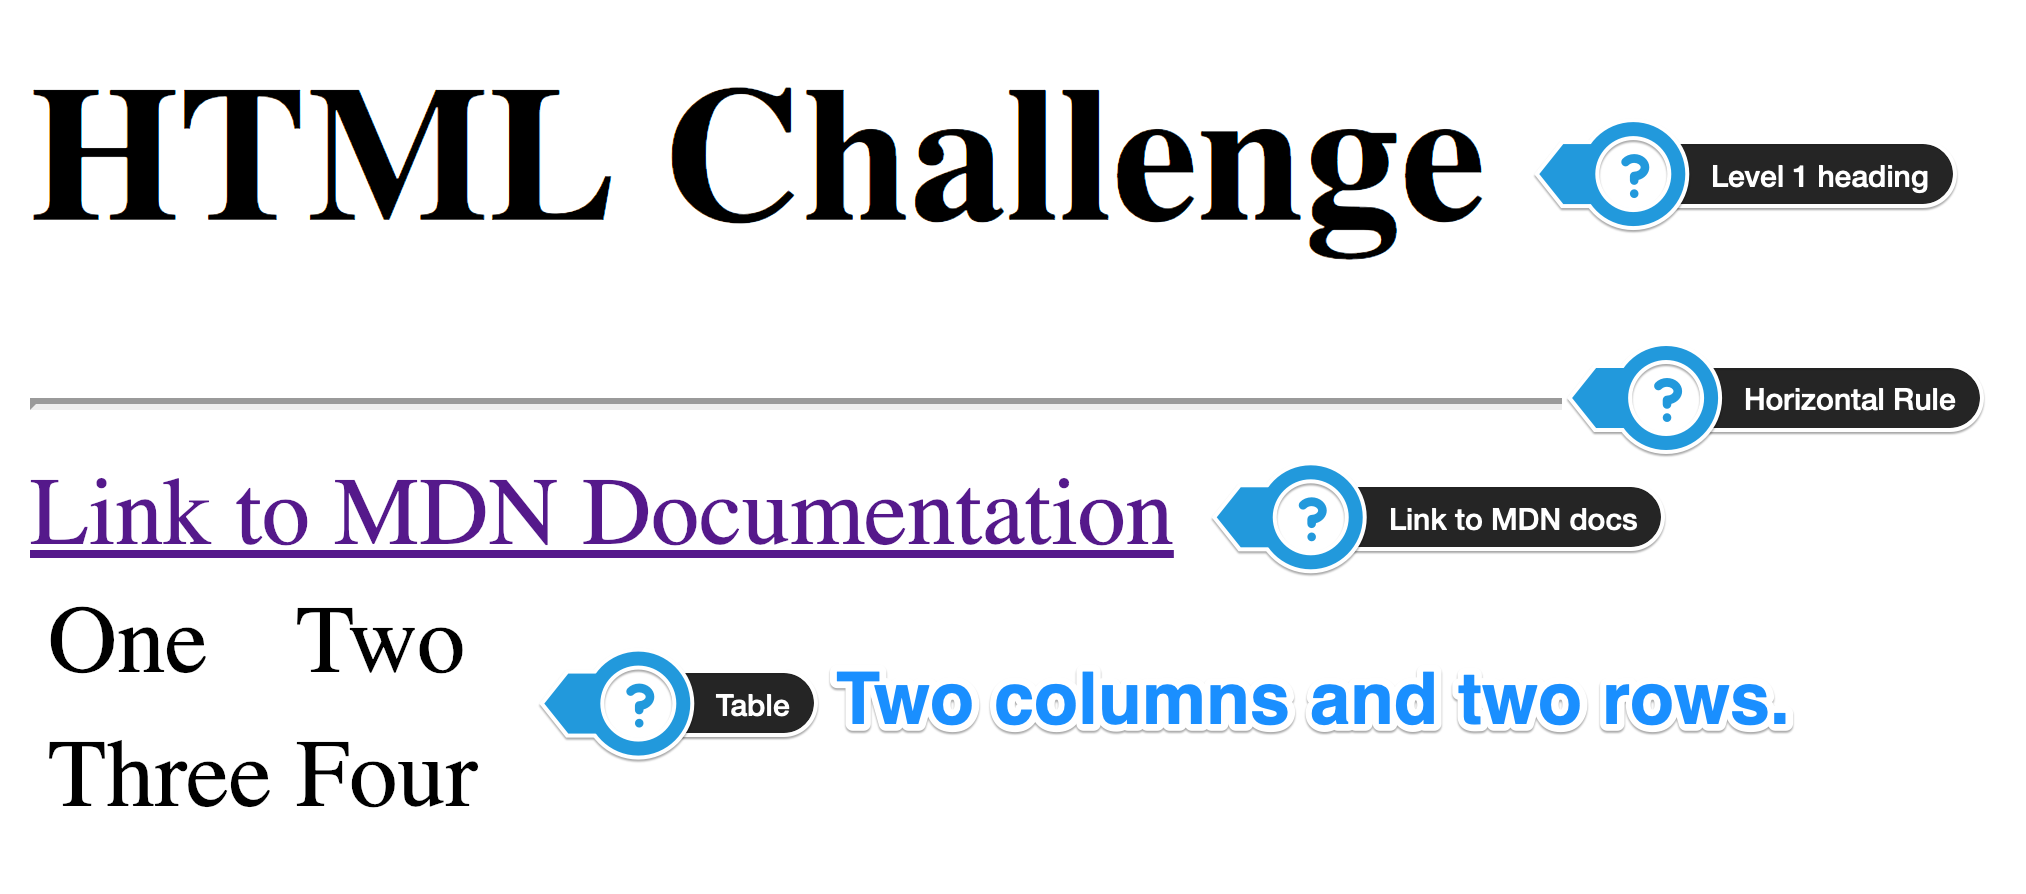 HTML Challenge
? Level 1 heading
? Horizontal Rule
Link to MDN Documentation
? Link to MDN docs
One Two
? Table
Two columns and two rows.
Three Four